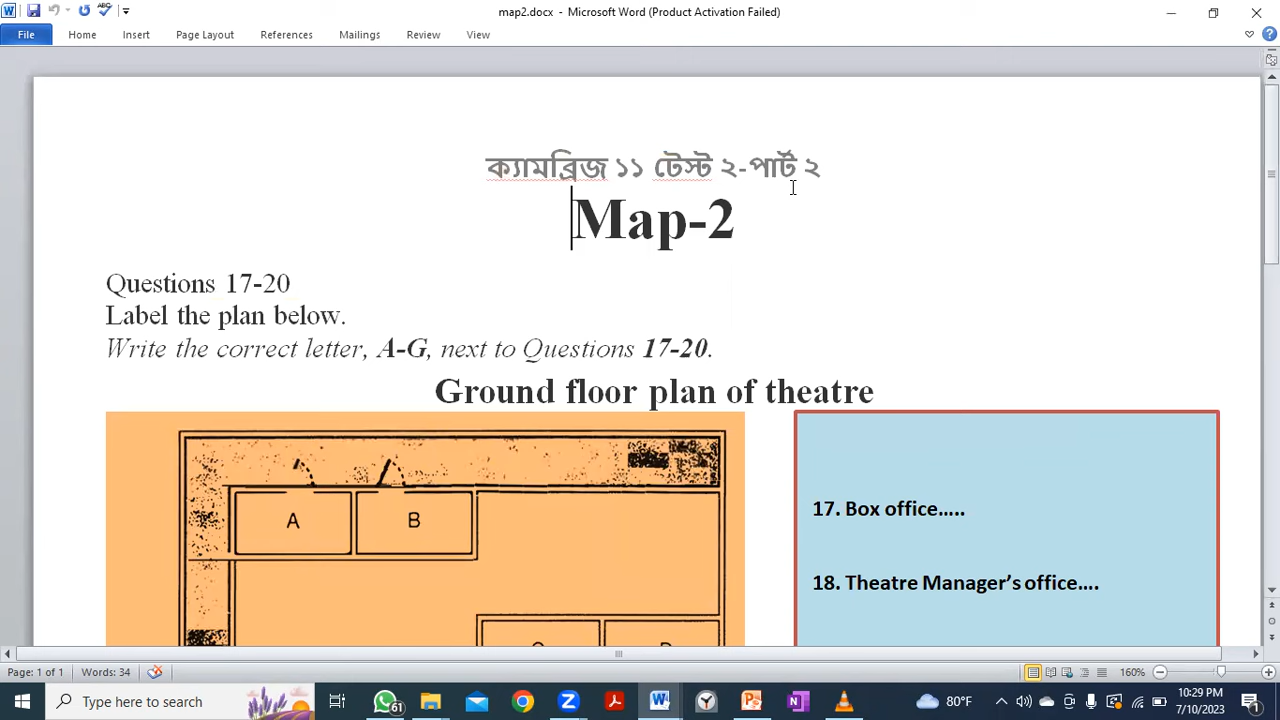 map2.docx - Microsoft Word (Product Activation Failed)
File Home Insert Page Layout References Mailings Review View
ক্যামব্রিজ ১১ টেস্ট ২-পার্ট ২
Map-2
Questions 17-20
Label the plan below.
Write the correct letter, A-G, next to Questions 17-20.
Ground floor plan of theatre
A B
17. Box office.....
18. Theatre Manager's office....
Page: 1 of 1 Words: 34 160%
Type here to search 61 80°F 10:29 PM
7/10/2023